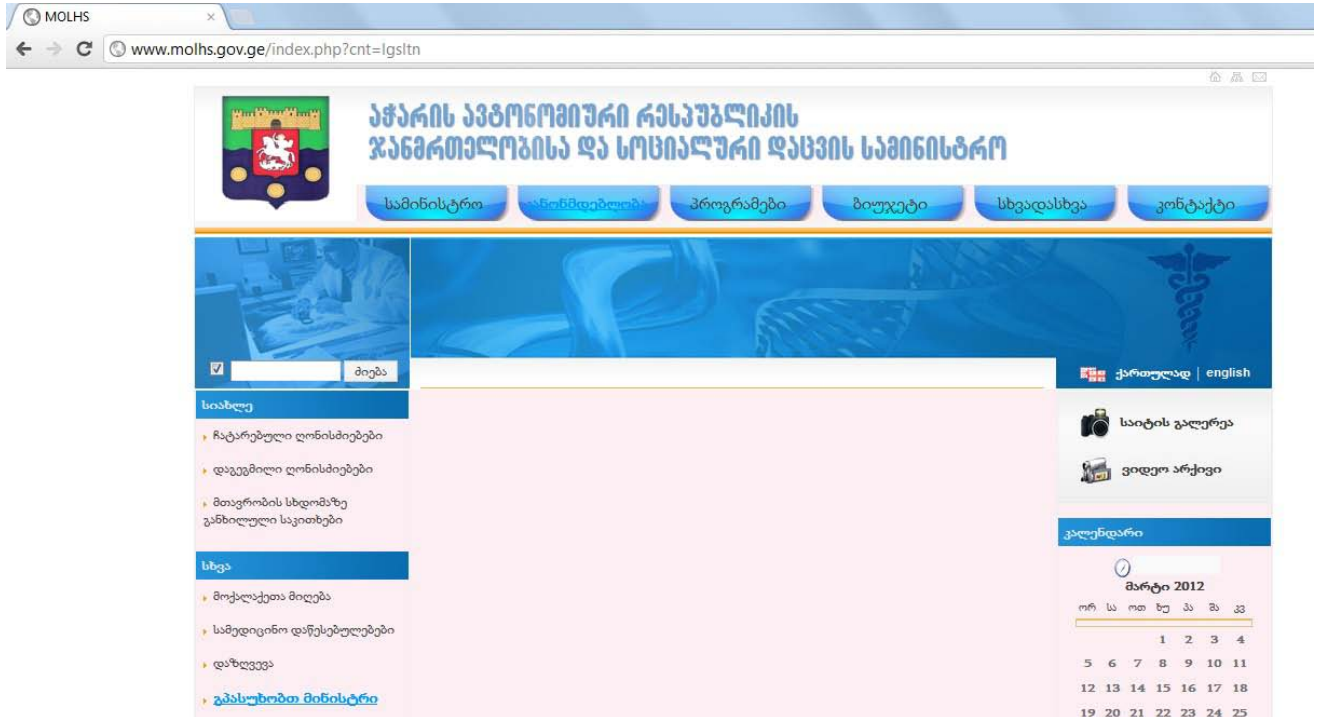 MOLHS
www.molhs.gov.ge/index.php?cnt=lgsltn
აჭარის ავტონომიური რესპუბლიკის
ჯანმრთელობისა და სოციალური დაცვის სამინისტრო
სამინისტრო
კანონმდებლობა
პროგრამები
ბიუჯეტი
სხვადასხვა
კონტაქტი
ძიება
ქართულად | english
სიახლე
ჩატარებული ღონისძიებები
დაგეგმილი ღონისძიებები
მთავრობის სხდომაზე
განხილული საკითხები
სხვა
მოქალაქეთა მიღება
სამედიცინო დაწესებულებები
დაზღვევა
გპასუხობთ მინისტრი
საიტის გალერეა
ვიდეო არქივი
კალენდარი
მარტი 2012
ორ სა ოთ ხუ პა შა კვ
1 2 3 4
5 6 7 8 9 10 11
12 13 14 15 16 17 18
19 20 21 22 23 24 25